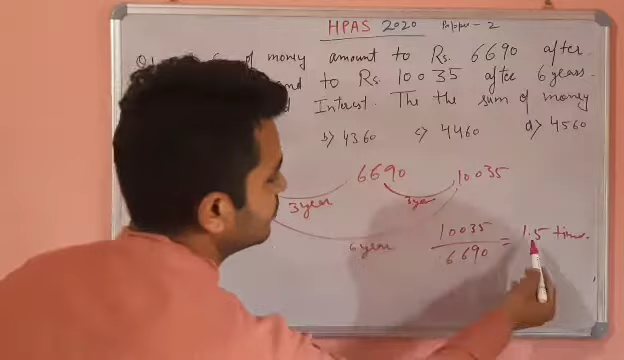 HPAS 2020 Paper - 2
of money amount to Rs. 6690 after
to Rs. 10035 after 6 years.
Interest. The the sum of money
b) 4360 c) 4460 d) 4560
6690 10035
3 year 3 year
6 year
10035
6690
= 1.5 times.